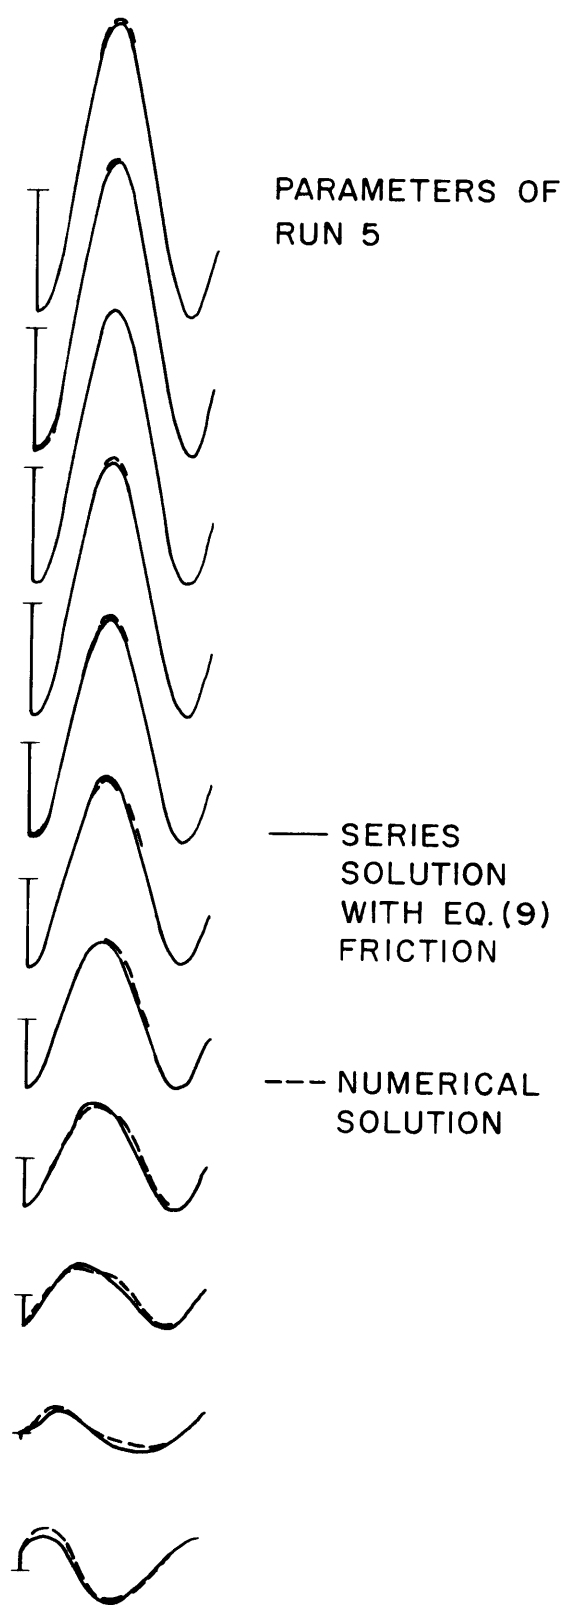 PARAMETERS OF
RUN 5
SERIES
SOLUTION
WITH EQ.(9)
FRICTION
NUMERICAL
SOLUTION